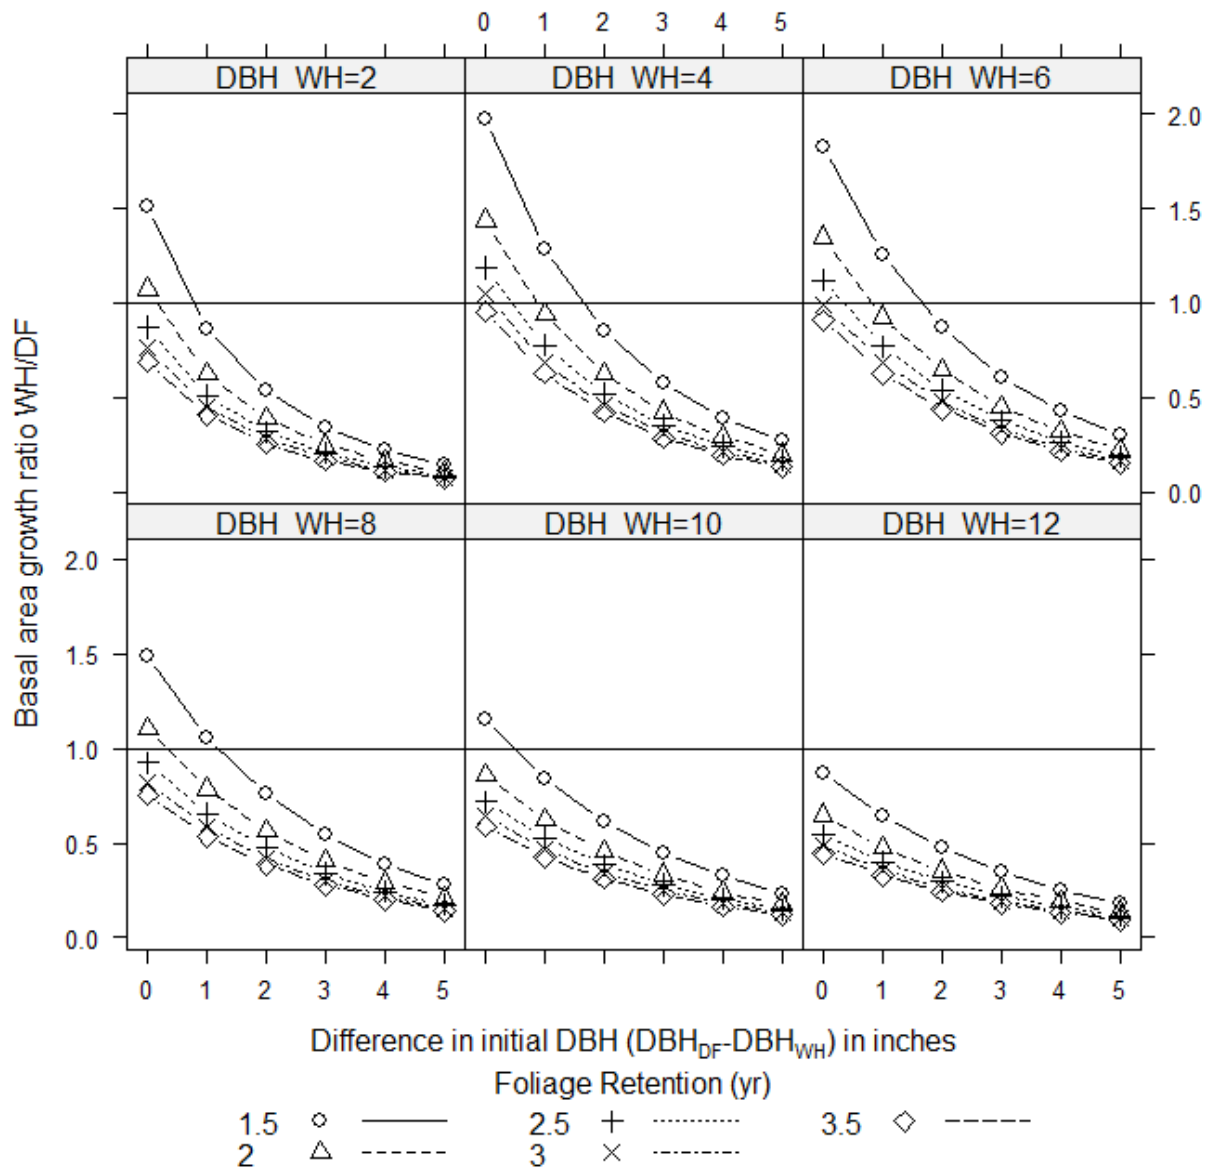 0 1 2 3 4 5
DBH WH=2 DBH WH=4 DBH WH=6
2.0
1.5
1.0
0.5
0.0
DBH WH=8 DBH WH=10 DBH WH=12
2.0
1.5
1.0
0.5
0.0
Basal area growth ratio WH/DF
0 1 2 3 4 5 0 1 2 3 4 5
Difference in initial DBH (DBH_DF-DBH_WH) in inches
Foliage Retention (yr)
1.5 2.5 3.5
2 3